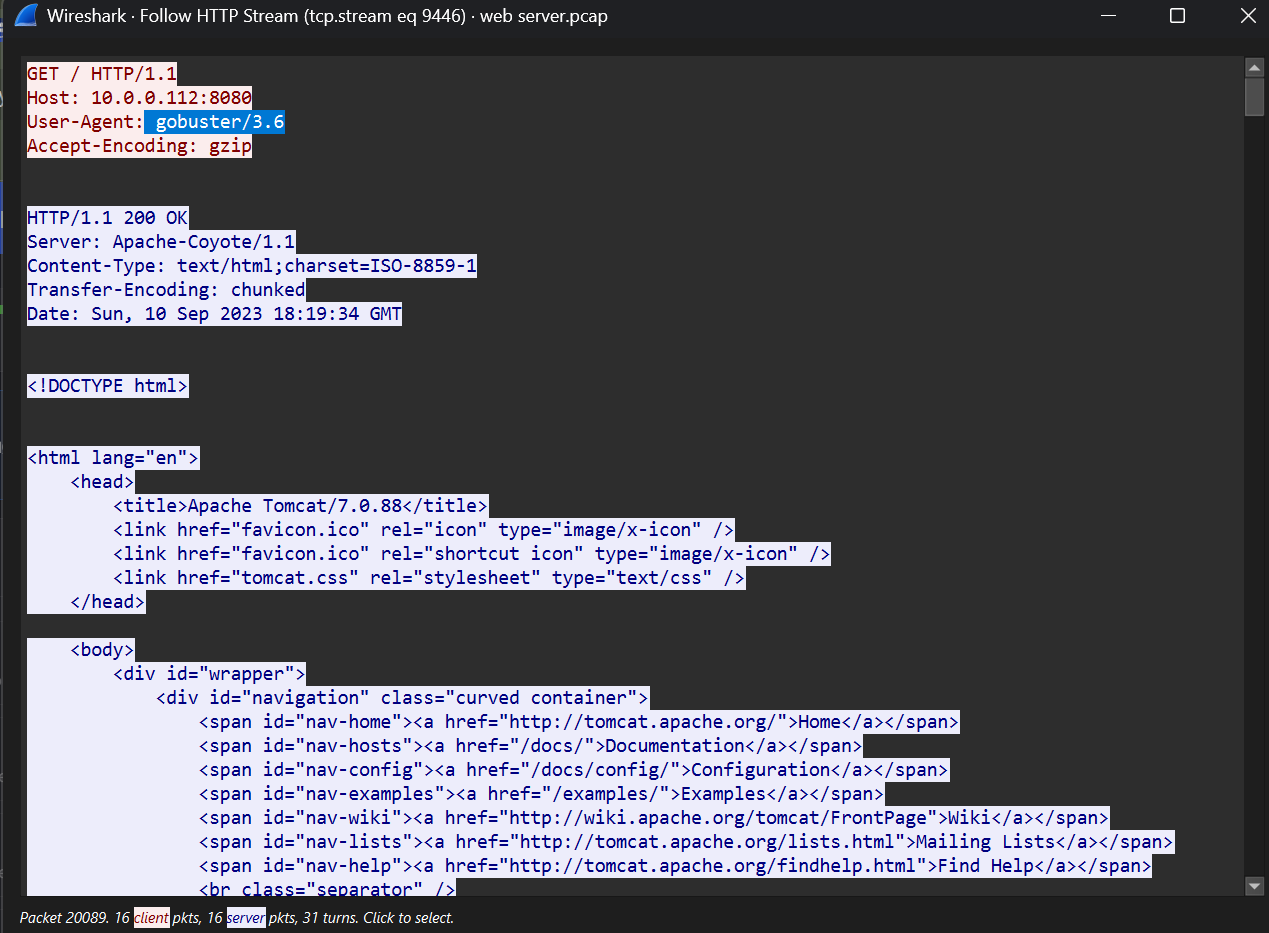 Wireshark · Follow HTTP Stream (tcp.stream eq 9446) · web server.pcap
GET / HTTP/1.1
Host: 10.0.0.112:8080
User-Agent: gobuster/3.6
Accept-Encoding: gzip
HTTP/1.1 200 OK
Server: Apache-Coyote/1.1
Content-Type: text/html;charset=ISO-8859-1
Transfer-Encoding: chunked
Date: Sun, 10 Sep 2023 18:19:34 GMT
<!DOCTYPE html>
<html lang="en">
    <head>
        <title>Apache Tomcat/7.0.88</title>
        <link href="favicon.ico" rel="icon" type="image/x-icon" />
        <link href="favicon.ico" rel="shortcut icon" type="image/x-icon" />
        <link href="tomcat.css" rel="stylesheet" type="text/css" />
    </head>
    <body>
        <div id="wrapper">
            <div id="navigation" class="curved container">
                <span id="nav-home"><a href="http://tomcat.apache.org/">Home</a></span>
                <span id="nav-hosts"><a href="/docs/">Documentation</a></span>
                <span id="nav-config"><a href="/docs/config/">Configuration</a></span>
                <span id="nav-examples"><a href="/examples/">Examples</a></span>
                <span id="nav-wiki"><a href="http://wiki.apache.org/tomcat/FrontPage">Wiki</a></span>
                <span id="nav-lists"><a href="http://tomcat.apache.org/lists.html">Mailing Lists</a></span>
                <span id="nav-help"><a href="http://tomcat.apache.org/findhelp.html">Find Help</a></span>
                <br class="separator" />
Packet 20089. 16 client pkts, 16 server pkts, 31 turns. Click to select.